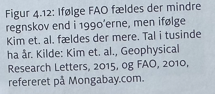 Figur 4.12: Ifølge FAO fældes der mindre
regnskov end i 1990'erne, men ifølge
Kim et. al. fældes der mere. Tal i tusinde
ha år. Kilde: Kim et al., Geophysical
Research Letters, 2015, og FAO, 2010,
refereret på Mongabay.com.